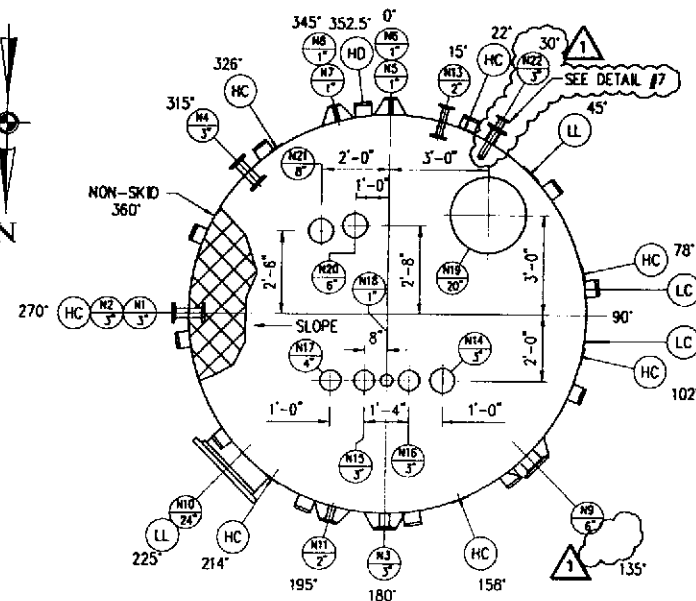 345° 352.5° 0°
N8 1" HD N6 1"
N7 1" N5 1"
22° HC
15° N13 2"
30° N22 3"
1
SEE DETAIL #7
326° HC
315° N4 3"
45° LL
N21 8"
2'-0"
3'-0"
1'-0"
NON-SKID
360°
N
2'-6"
N20 6"
N18 1"
2'-8"
N19 20"
3'-0"
78° HC
LC
270° HC N2 3" N1 3"
SLOPE
8"
90°
2'-0"
LC
HC
102°
N17 4"
N14 3"
1'-0"
1'-4"
1'-0"
N15 3"
N16 3"
N10 24"
LL
225°
HC
214°
N11 2"
195°
N3 3"
180°
HC
158°
N9 6"
1
135°